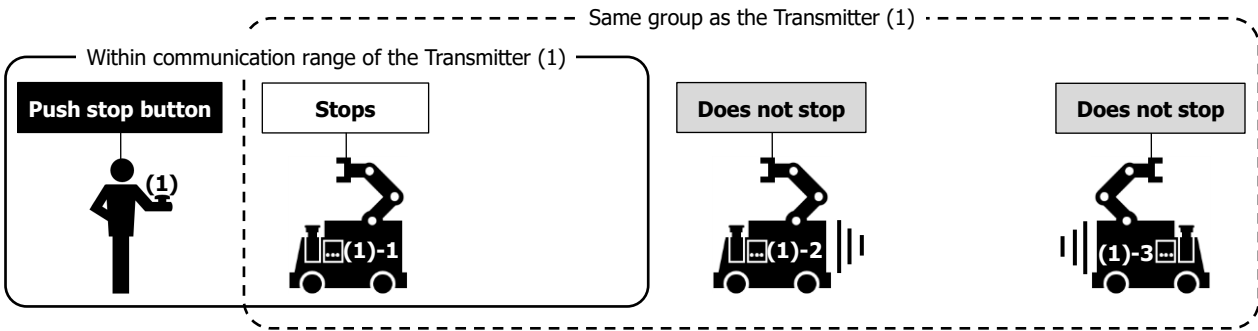 Same group as the Transmitter (1)
Within communication range of the Transmitter (1)
Push stop button
Stops
Does not stop
Does not stop
(1)
...(1)-1
...(1)-2
(1)-3...